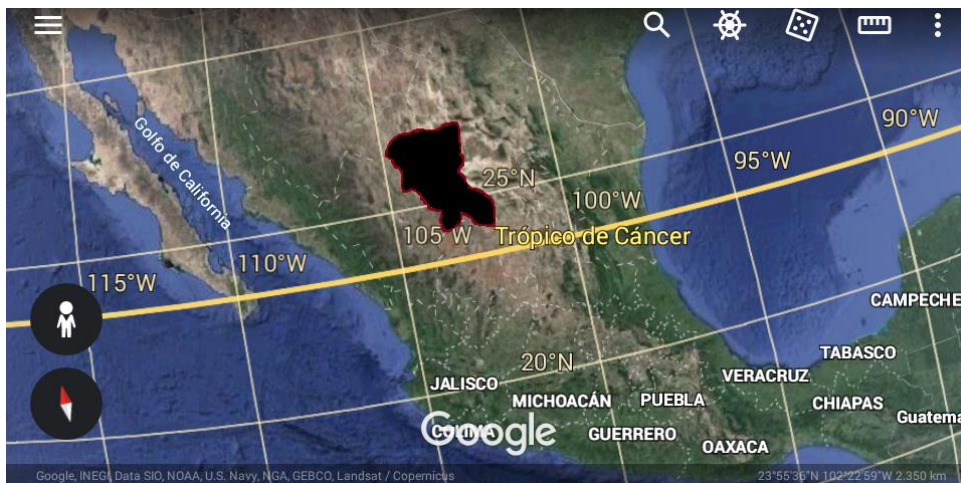 90°W
95°W
Golfo de California
25°N
100°W
105 W
Trópico de Cáncer
110°W
115°W
CAMPECHE
20°N
TABASCO
JALISCO
VERACRUZ
MICHOACÁN
PUEBLA
CHIAPAS
Guatema
COLIMA
Google
GUERRERO
OAXACA
Google, INEGI, Data SIO, NOAA, U.S. Navy, NGA, GEBCO, Landsat / Copernicus
23°55'36"N 102°22'59"W 2.350 km